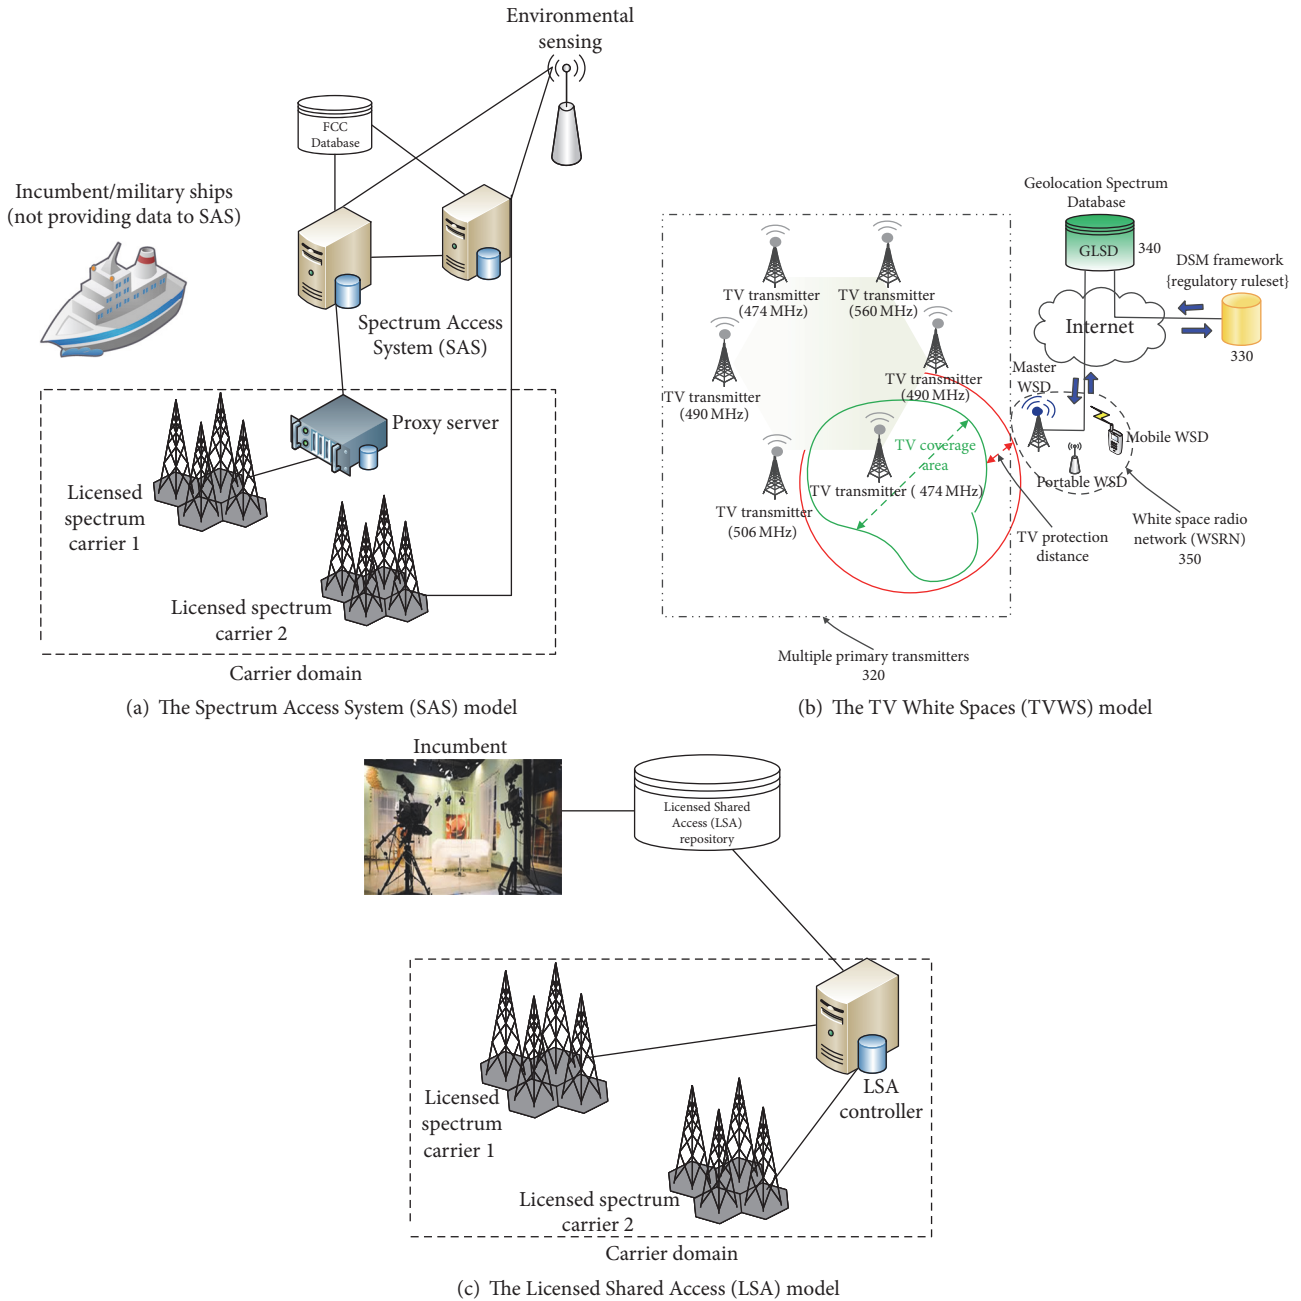 Environmental
sensing
FCC
Database
Incumbent/military ships
(not providing data to SAS)
Spectrum Access
System (SAS)
Proxy server
Licensed
spectrum
carrier 1
Licensed spectrum
carrier 2
Carrier domain
(a) The Spectrum Access System (SAS) model
Geolocation Spectrum
Database
GLSD
340
DSM framework
{regulatory ruleset}
Internet
330
TV transmitter
(474 MHz)
TV transmitter
(560 MHz)
TV transmitter
(490 MHz)
TV transmitter
(490 MHz)
Master
WSD
Mobile WSD
Portable WSD
TV coverage
area
TV transmitter ( 474 MHz)
TV transmitter
(506 MHz)
TV protection
distance
White space radio
network (WSRN)
350
Multiple primary transmitters
320
(b) The TV White Spaces (TVWS) model
Incumbent
Licensed Shared
Access (LSA)
repository
LSA
controller
Licensed
spectrum
carrier 1
Licensed spectrum
carrier 2
Carrier domain
(c) The Licensed Shared Access (LSA) model